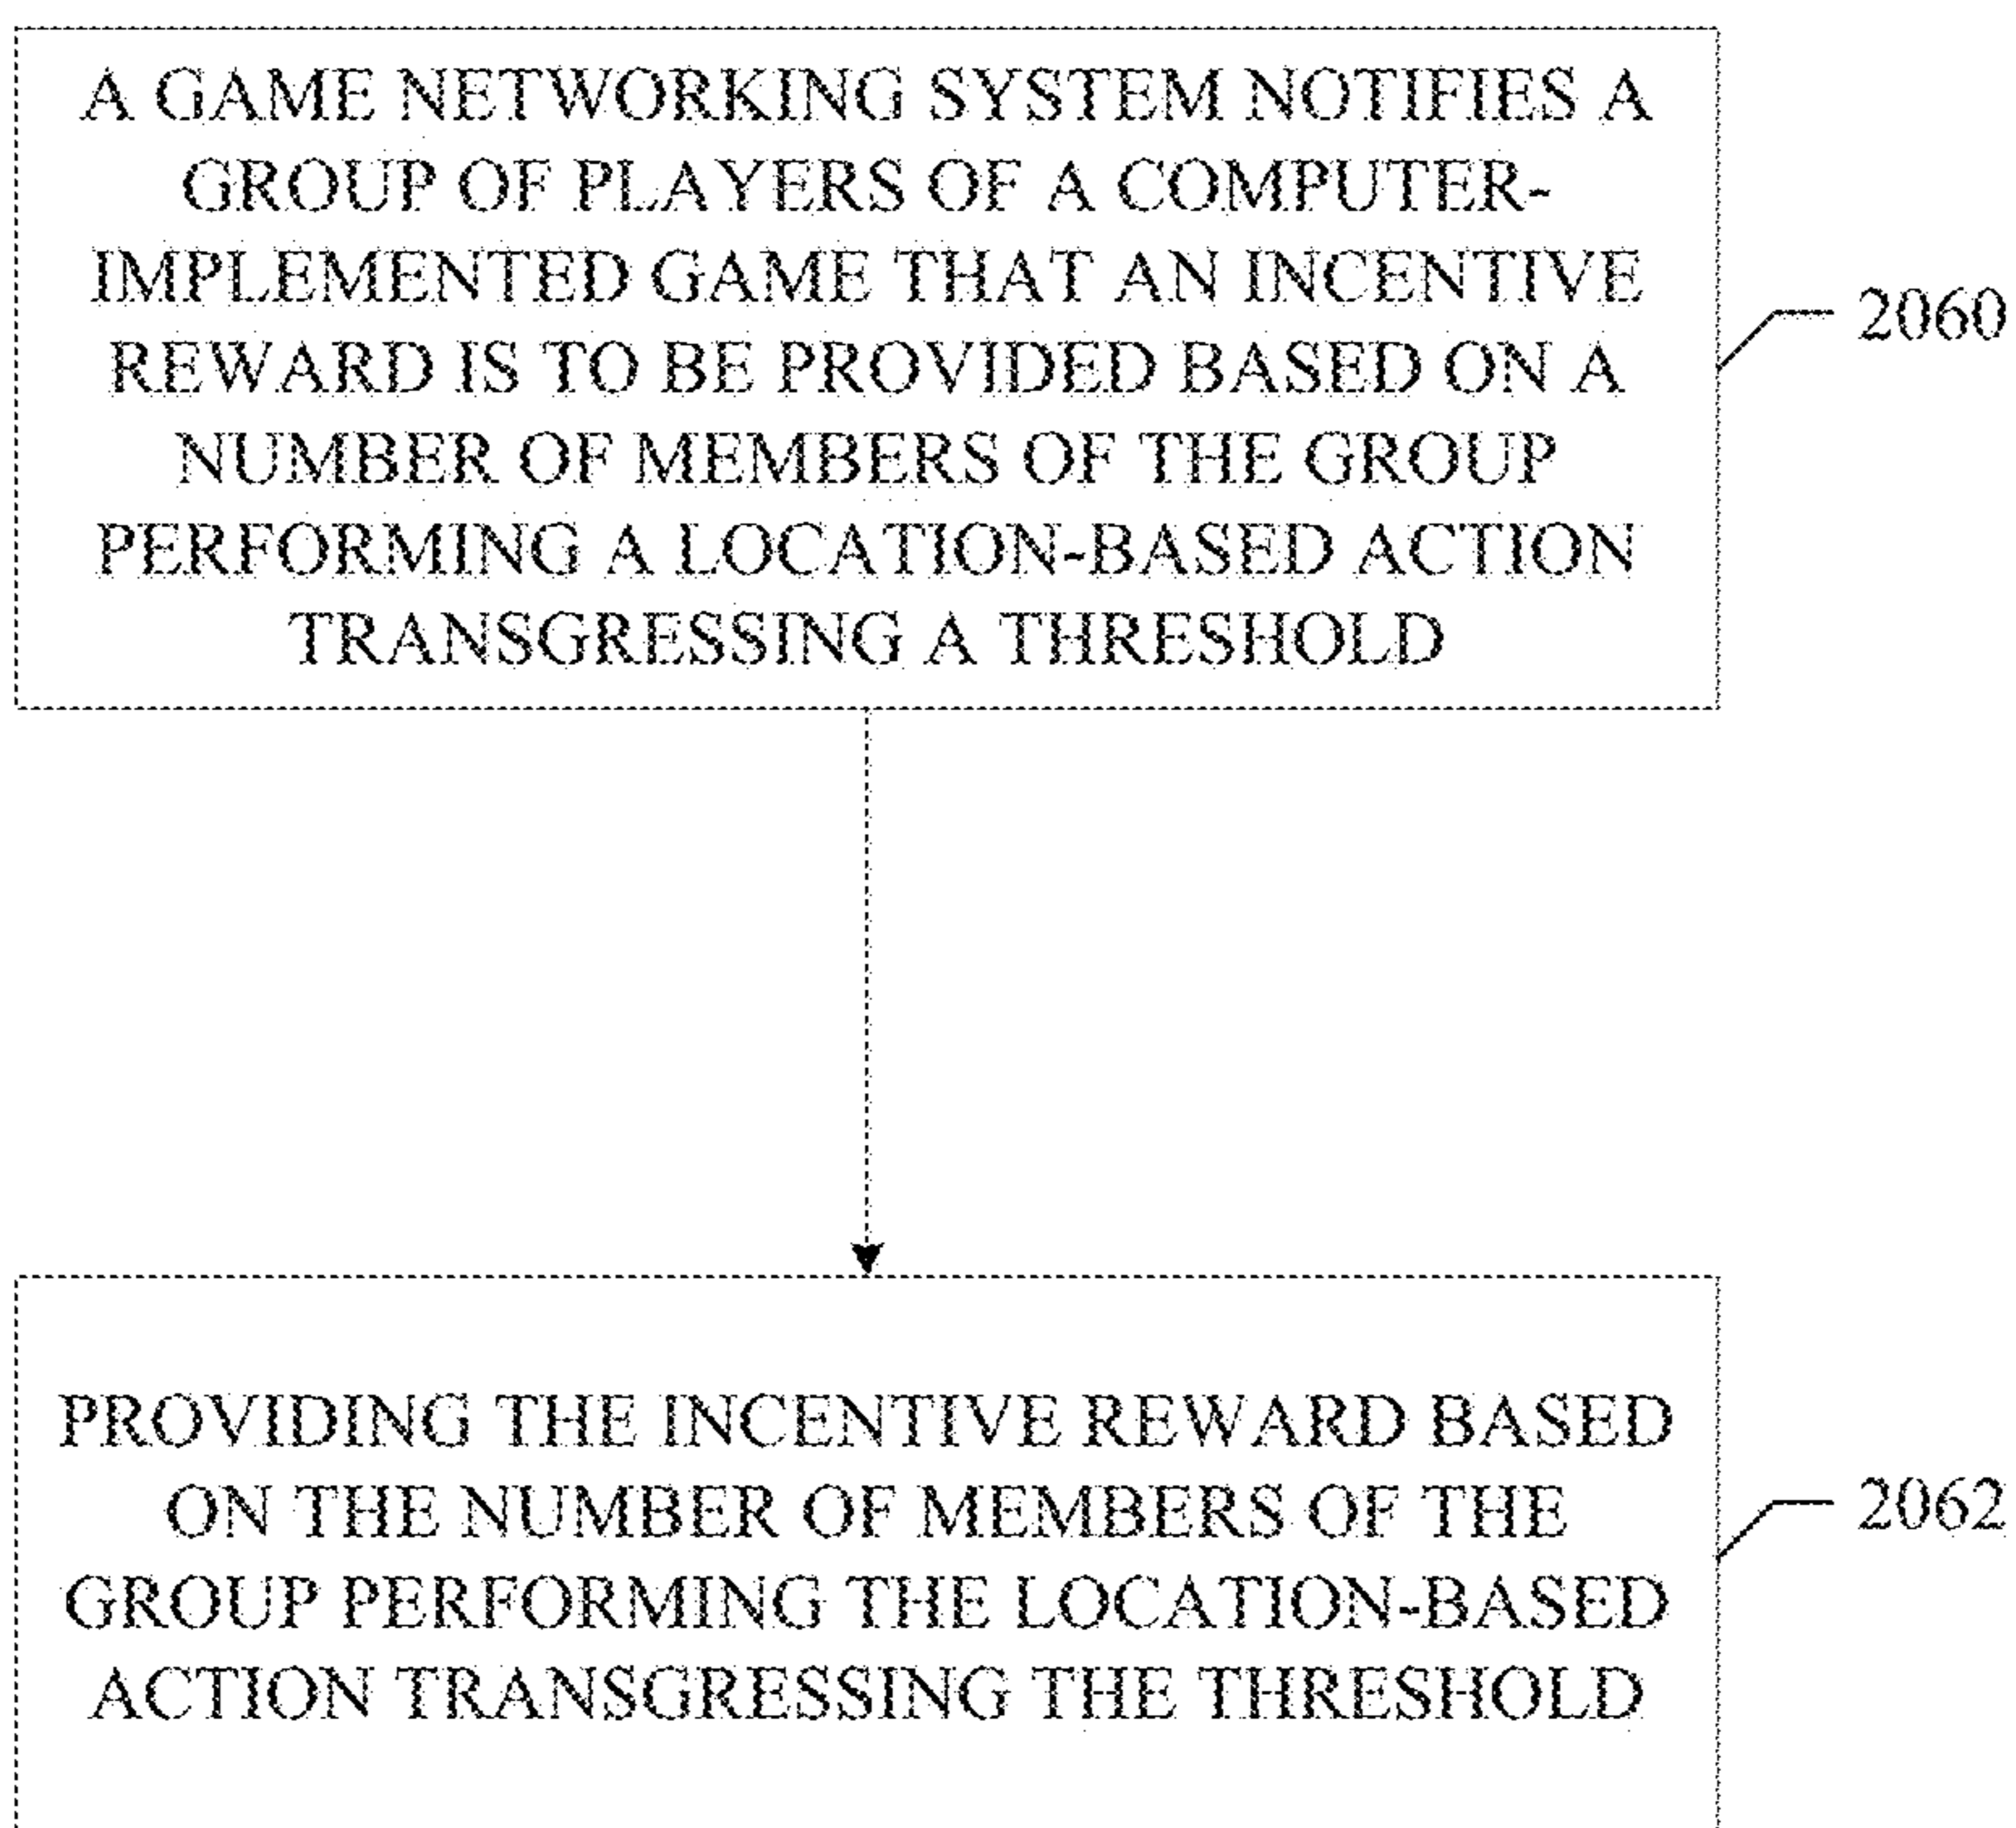 A GAME NETWORKING SYSTEM NOTIFIES A
GROUP OF PLAYERS OF A COMPUTER-
IMPLEMENTED GAME THAT AN INCENTIVE
REWARD IS TO BE PROVIDED BASED ON A
NUMBER OF MEMBERS OF THE GROUP
PERFORMING A LOCATION-BASED ACTION
TRANSGRESSING A THRESHOLD
2060
PROVIDING THE INCENTIVE REWARD BASED
ON THE NUMBER OF MEMBERS OF THE
GROUP PERFORMING THE LOCATION-BASED
ACTION TRANSGRESSING THE THRESHOLD
2062